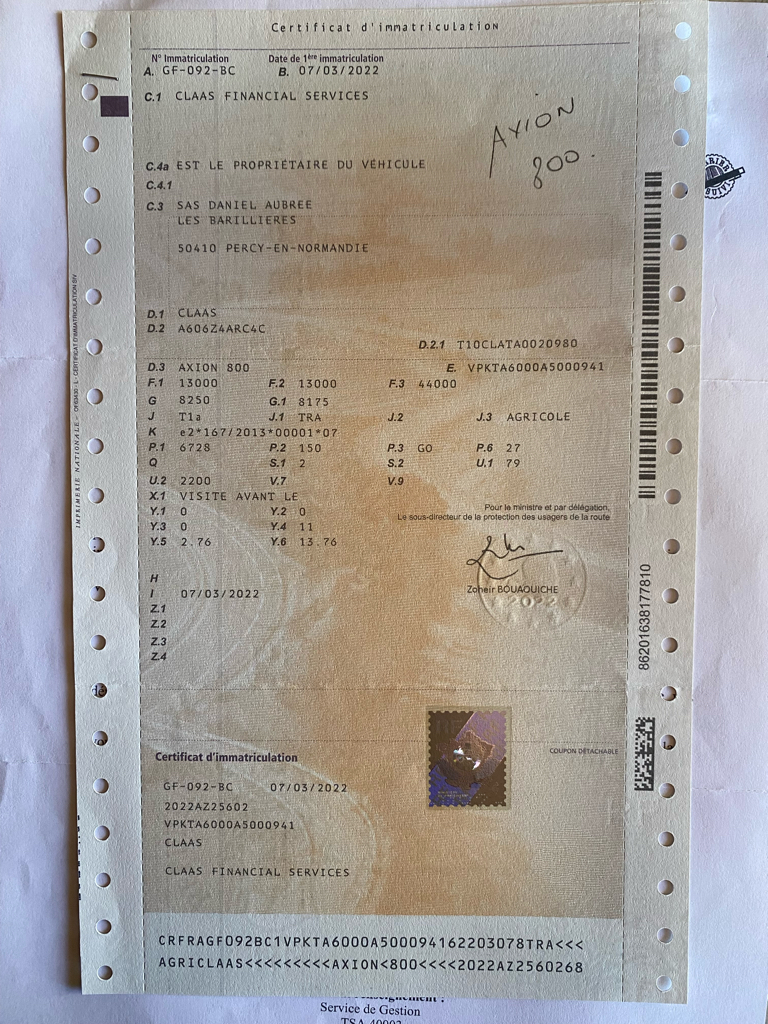 Certificat d'immatriculation
N° Immatriculation Date de 1ère immatriculation
A. GF-092-BC B. 07/03/2022
C.1 CLAAS FINANCIAL SERVICES
AXION
800.
C.4a EST LE PROPRIÉTAIRE DU VÉHICULE
C.4.1
C.3 SAS DANIEL AUBREE
LES BARILLIERES
50410 PERCY-EN-NORMANDIE
D.1 CLAAS
D.2 A606Z4ARC4C
D.2.1 T10CLATA0020980
D.3 AXION 800 E. VPKTA6000A5000941
F.1 13000 F.2 13000 F.3 44000
G 8250 G.1 8175
J T1a J.1 TRA J.2 J.3 AGRICOLE
K e2*167/2013*00001*07
P.1 6728 P.2 150 P.3 GO P.6 27
Q S.1 2 S.2 U.1 79
U.2 2200 V.7 V.9
X.1 VISITE AVANT LE
Y.1 0 Y.2 0
Y.3 0 Y.4 11
Y.5 2.76 Y.6 13.76
Pour le ministre et par délégation,
Le sous-directeur de la protection des usagers de la route
Zoheir BOUAOUICHE
2022
H
I 07/03/2022
Z.1
Z.2
Z.3
Z.4
Certificat d'immatriculation
COUPON DÉTACHABLE
GF-092-BC 07/03/2022
2022AZ25602
VPKTA6000A5000941
CLAAS
CLAAS FINANCIAL SERVICES
CRFRAGF092BC1VPKTA6000A500094162203078TRA<<<
AGRICLAAS<<<<<<<<<AXION<800<<<<2022AZ2560268
86201638177810
Service de Gestion